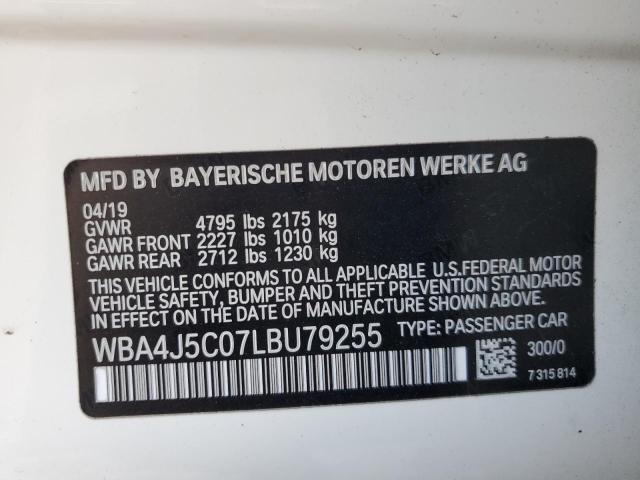 MFD BY BAYERISCHE MOTOREN WERKE AG
04/19
GVWR 4795 lbs 2175 kg
GAWR FRONT 2227 lbs 1010 kg
GAWR REAR 2712 lbs 1230 kg
THIS VEHICLE CONFORMS TO ALL APPLICABLE U.S.FEDERAL MOTOR
VEHICLE SAFETY, BUMPER AND THEFT PREVENTION STANDARDS
IN EFFECT ON THE DATE OF MANUFACTURE SHOWN ABOVE.
WBA4J5C07LBU79255 TYPE: PASSENGER CAR
300/0
7 315 814